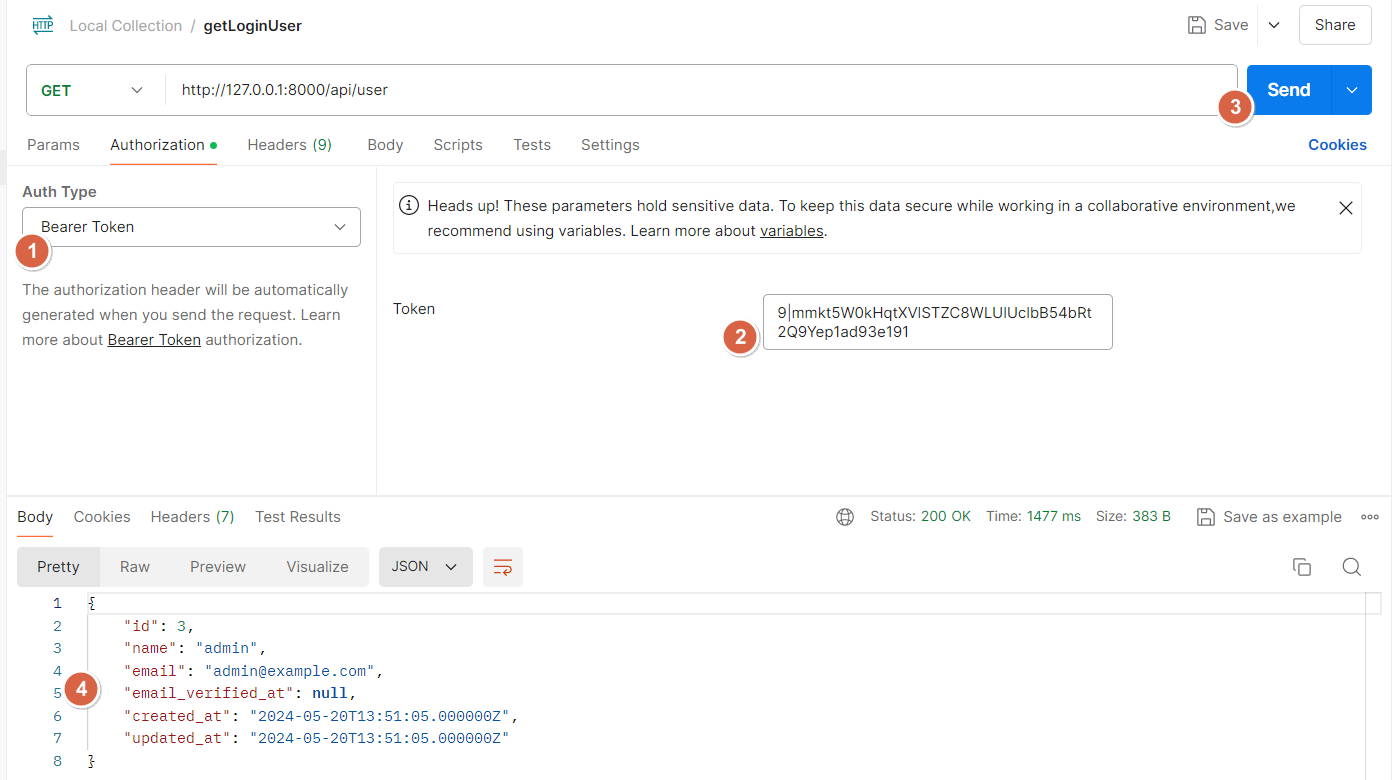 HTTP Local Collection / getLoginUser Save Share
GET http://127.0.0.1:8000/api/user Send
3
Params Authorization Headers (9) Body Scripts Tests Settings Cookies
Auth Type
Bearer Token
1
The authorization header will be automatically
generated when you send the request. Learn
more about Bearer Token authorization.
Heads up! These parameters hold sensitive data. To keep this data secure while working in a collaborative environment,we
recommend using variables. Learn more about variables.
Token
9|mmkt5W0kHqtXVlSTZC8WLUlUclbB54bRt
2Q9Yep1ad93e191
2
Body Cookies Headers (7) Test Results Status: 200 OK Time: 1477 ms Size: 383 B Save as example
Pretty Raw Preview Visualize JSON
1 {
2 "id": 3,
3 "name": "admin",
4 "email": "admin@example.com",
5 "email_verified_at": null,
6 "created_at": "2024-05-20T13:51:05.000000Z",
7 "updated_at": "2024-05-20T13:51:05.000000Z"
8 }
4